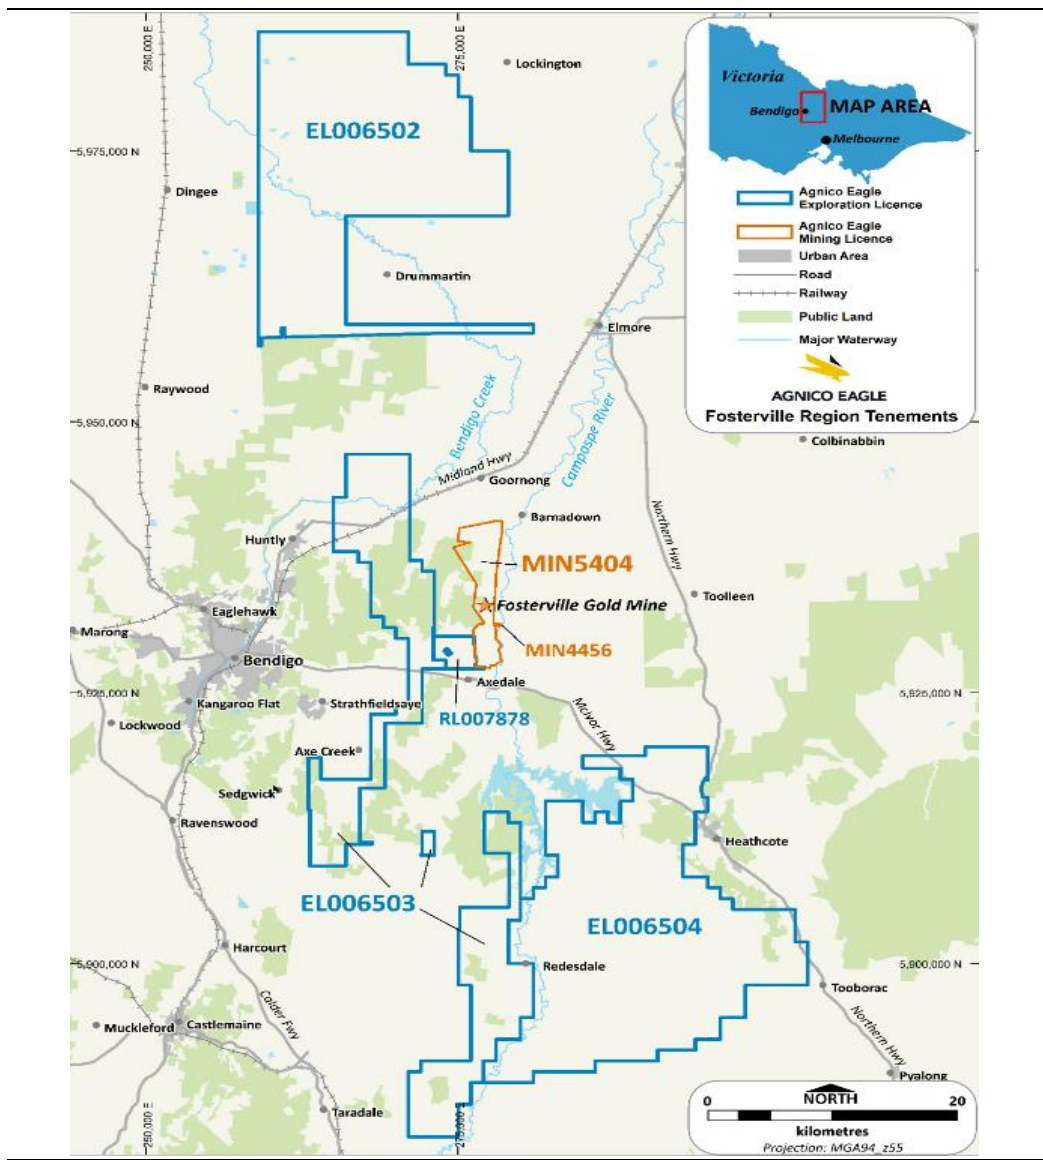 250,000 E
275,000 E
Lockington
Victoria
Bendigo
MAP AREA
Melbourne
EL006502
5,975,000 N
Dingee
Agnico Eagle
Exploration Licence
Agnico Eagle
Mining Licence
Urban Area
Road
Railway
Public Land
Major Waterway
AGNICO EAGLE
Fosterville Region Tenements
Drummartin
Elmore
Raywood
Bendigo Creek
Campaspe River
5,950,000 N
Colbinabbin
Midland Hwy
Goornong
Northern Hwy
Barnadown
Huntly
MIN5404
Toolleen
Eaglehawk
Fosterville Gold Mine
Marong
MIN4456
Bendigo
Axedale
5,925,000 N
5,925,000 N
Kangaroo Flat
Strathfieldsaye
RL007878
McIvor Hwy
Lockwood
Axe Creek
Sedgwick
Ravenswood
Heathcote
EL006503
EL006504
Harcourt
5,900,000 N
5,900,000 N
Redesdale
Tooborac
Calder Fwy
Muckleford
Castlemaine
Northern Hwy
Pyalong
Taradale
250,000 E
275,000 E
NORTH
0
20
kilometres
Projection: MGA94_z55